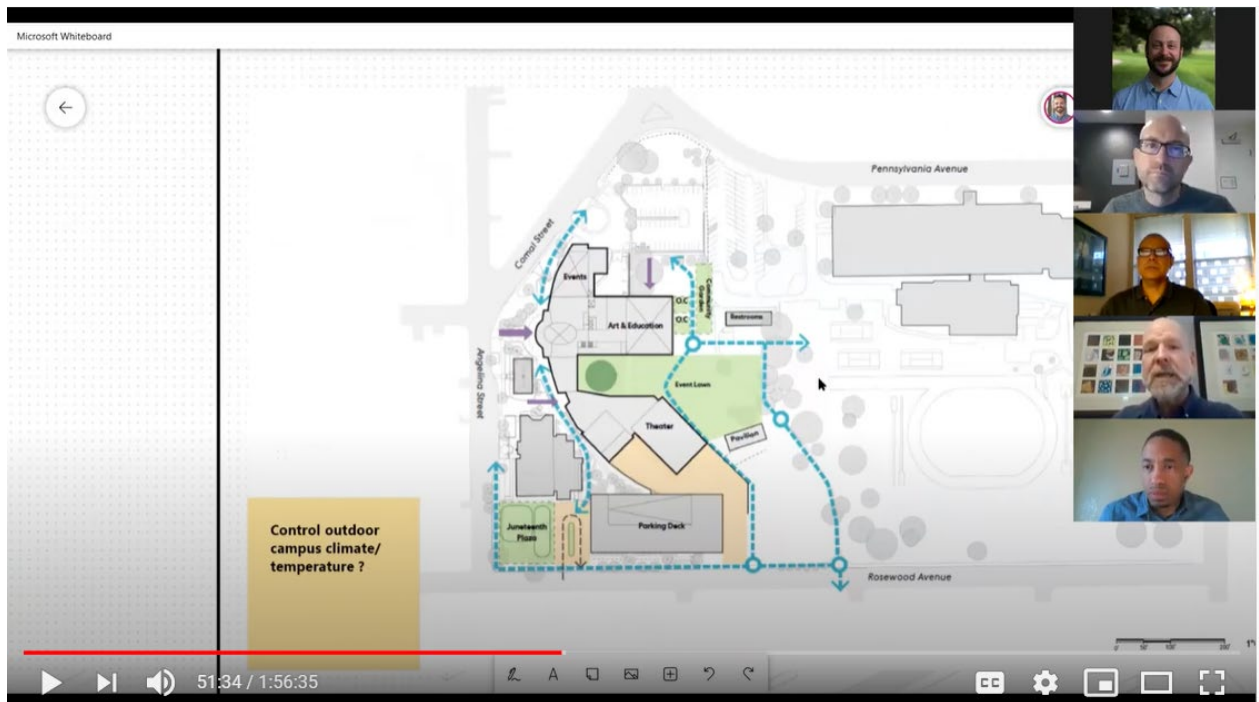 Microsoft Whiteboard
Pennsylvania Avenue
Comal Street
Events
Community
Garden
O.C
O.C
Restrooms
Art & Education
Angelina Street
Event Lawn
Theater
Pavilion
Control outdoor
campus climate/
temperature ?
Juneteenth
Plaza
Parking Deck
Rosewood Avenue
A
51:34 / 1:56:35
CC